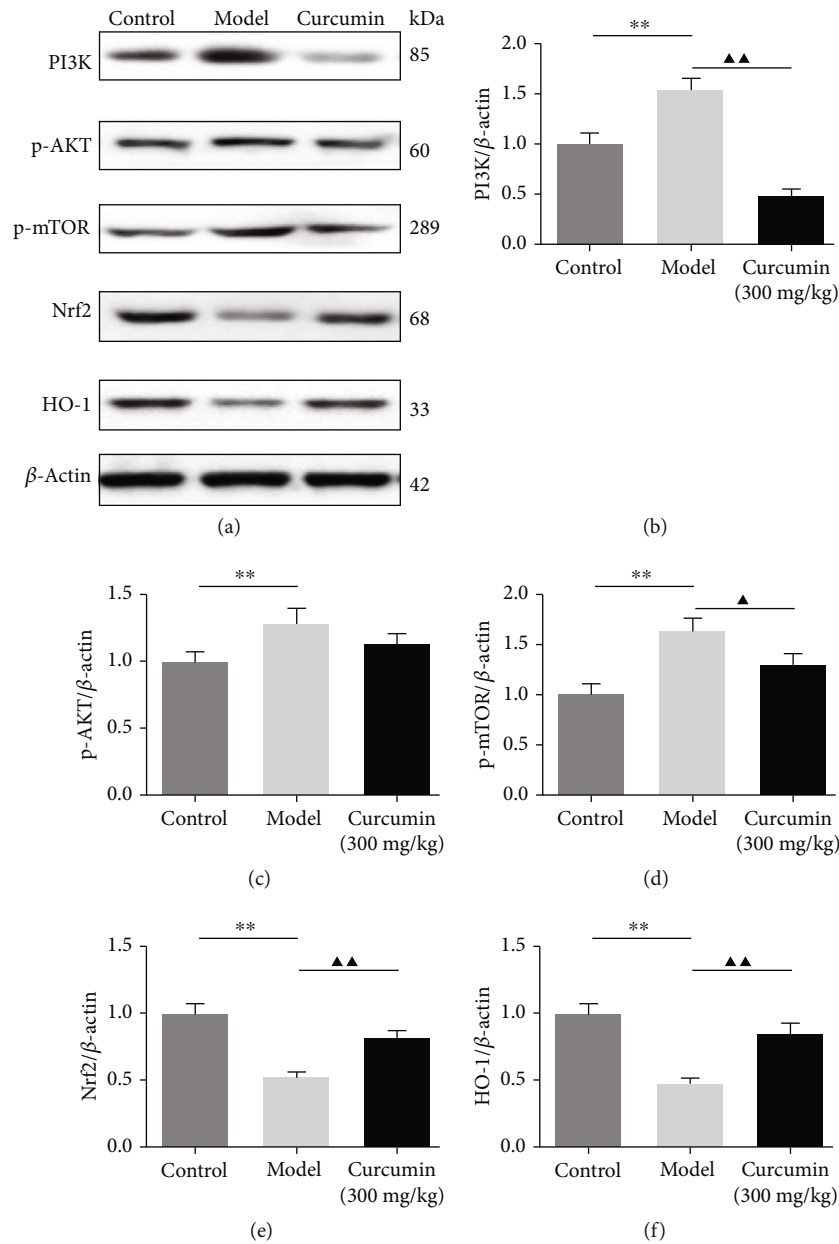 Control Model Curcumin kDa
PI3K 85
p-AKT 60
p-mTOR 289
Nrf2 68
HO-1 33
β-Actin 42
(a)
PI3K/β-actin
2.0
1.5
1.0
0.5
0.0
**
▲▲
Control Model Curcumin
(300 mg/kg)
(b)
p-AKT/β-actin
1.5
1.0
0.5
0.0
**
Control Model Curcumin
(300 mg/kg)
(c)
p-mTOR/β-actin
2.0
1.5
1.0
0.5
0.0
**
▲
Control Model Curcumin
(300 mg/kg)
(d)
Nrf2/β-actin
1.5
1.0
0.5
0.0
**
▲▲
Control Model Curcumin
(300 mg/kg)
(e)
HO-1/β-actin
1.5
1.0
0.5
0.0
**
▲▲
Control Model Curcumin
(300 mg/kg)
(f)